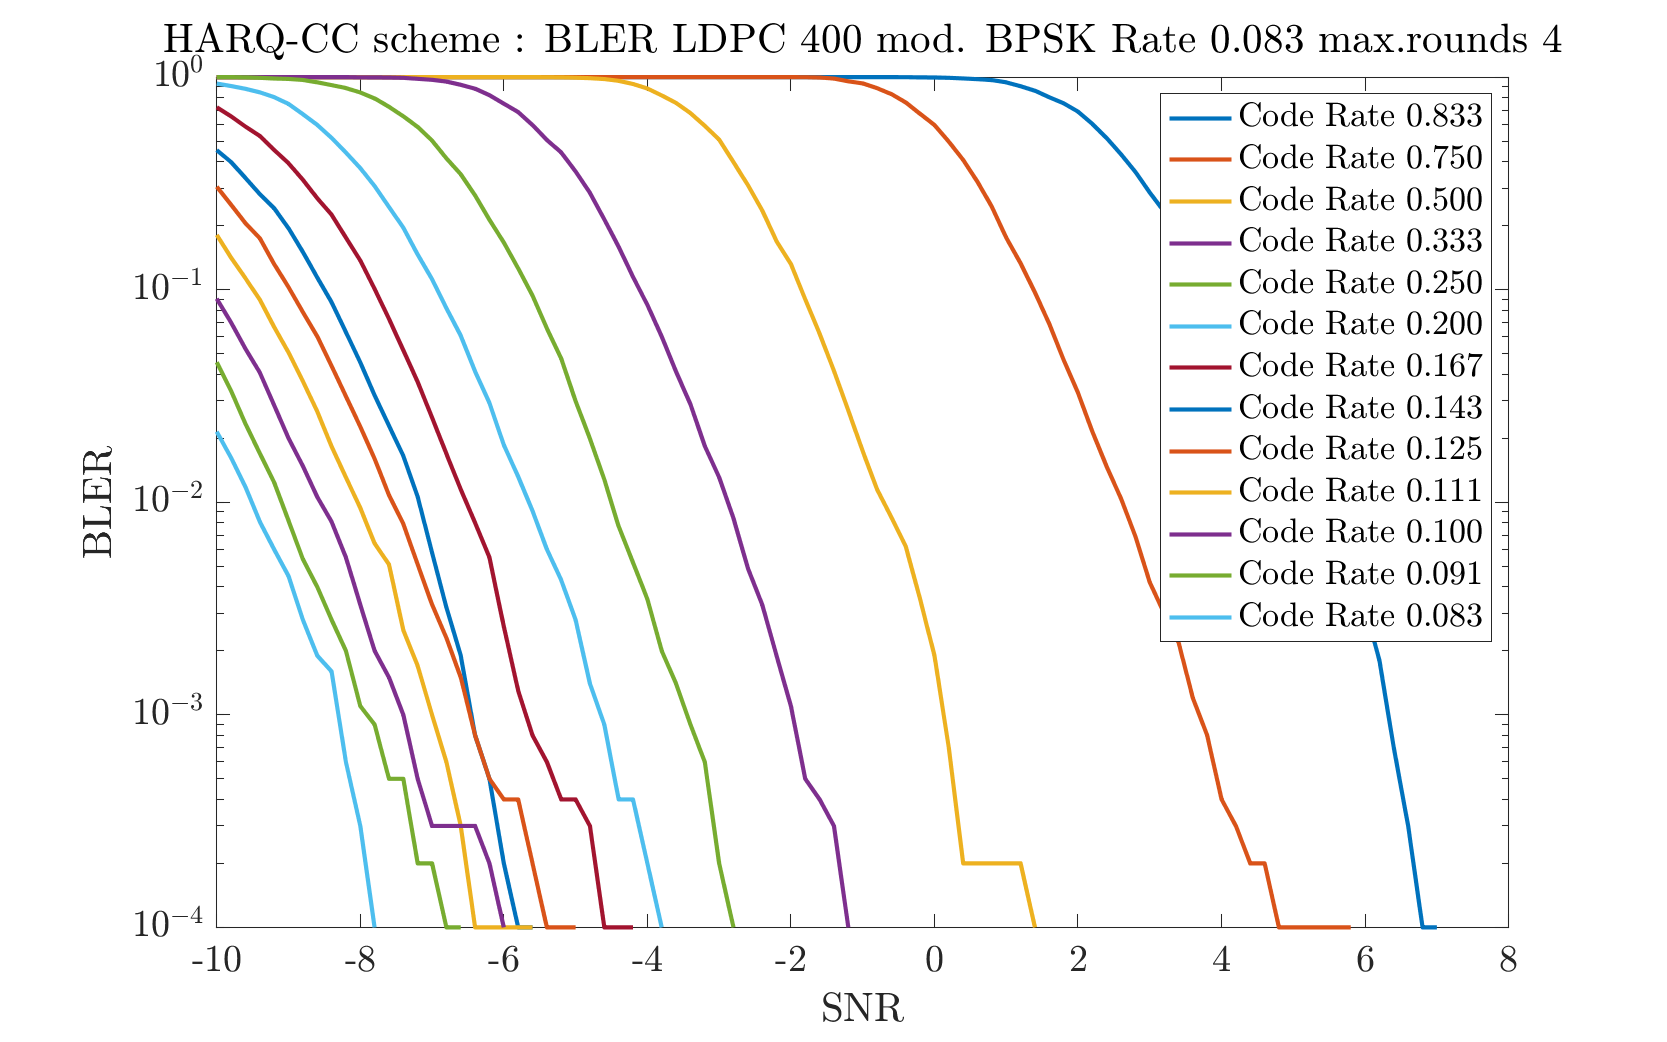 HARQ-CC scheme : BLER LDPC 400 mod. BPSK Rate 0.083 max.rounds 4
10^0
10^-1
10^-2
10^-3
10^-4
BLER
Code Rate 0.833
Code Rate 0.750
Code Rate 0.500
Code Rate 0.333
Code Rate 0.250
Code Rate 0.200
Code Rate 0.167
Code Rate 0.143
Code Rate 0.125
Code Rate 0.111
Code Rate 0.100
Code Rate 0.091
Code Rate 0.083
-10 -8 -6 -4 -2 0 2 4 6 8
SNR